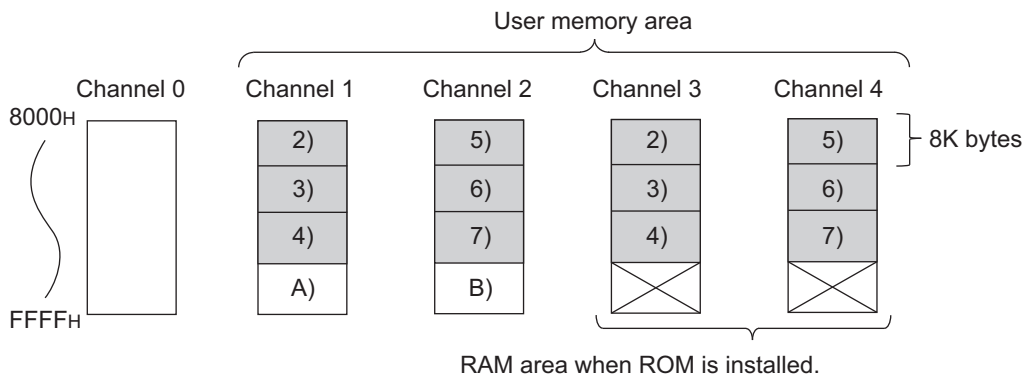 User memory area
Channel 0
Channel 1
Channel 2
Channel 3
Channel 4
8000H
2)
5)
2)
5)
8K bytes
3)
6)
3)
6)
4)
7)
4)
7)
A)
B)
FFFFH
RAM area when ROM is installed.